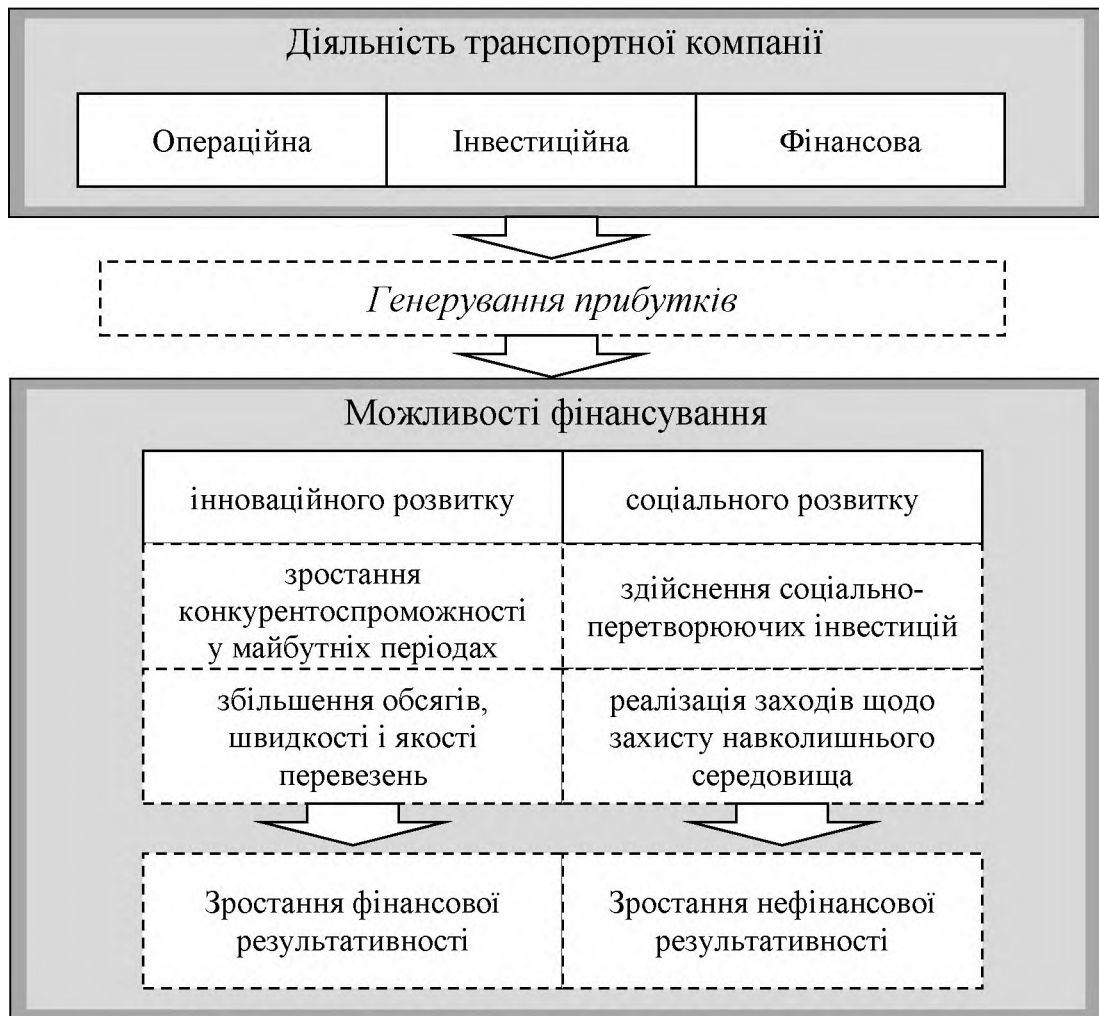 Діяльність транспортної компанії
Операційна
Інвестиційна
Фінансова
Генерування прибутків
Можливості фінансування
інноваційного розвитку
соціального розвитку
зростання
конкурентоспроможності
у майбутніх періодах
здійснення соціально-
перетворюючих інвестицій
збільшення обсягів,
швидкості і якості
перевезень
реалізація заходів щодо
захисту навколишнього
середовища
Зростання фінансової
результативності
Зростання нефінансової
результативності